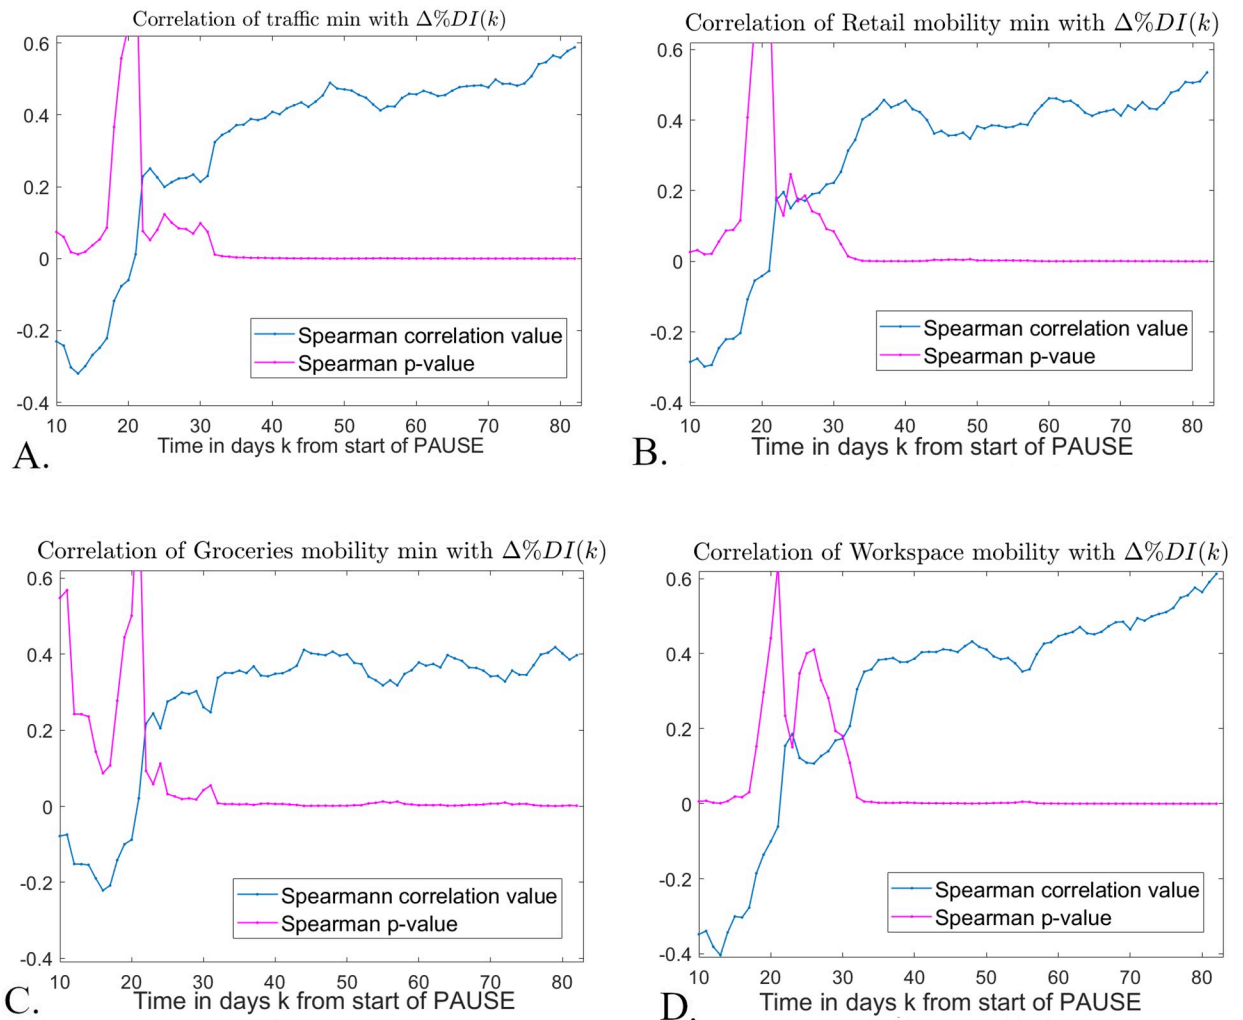 Correlation of traffic min with Δ%DI(k)
0.6
0.4
0.2
0
-0.2
-0.4
10 20 30 40 50 60 70 80
Spearman correlation value
Spearman p-value
Time in days k from start of PAUSE
A.
Correlation of Retail mobility min with Δ%DI(k)
0.6
0.4
0.2
0
-0.2
-0.4
10 20 30 40 50 60 70 80
Spearman correlation value
Spearman p-vaue
Time in days k from start of PAUSE
B.
Correlation of Groceries mobility min with Δ%DI(k)
0.6
0.4
0.2
0
-0.2
-0.4
10 20 30 40 50 60 70 80
Spearmann correlation value
Spearman p-value
Time in days k from start of PAUSE
C.
Correlation of Workspace mobility with Δ%DI(k)
0.6
0.4
0.2
0
-0.2
-0.4
10 20 30 40 50 60 70 80
Spearman correlation value
Spearman p-value
Time in days k from start of PAUSE
D.